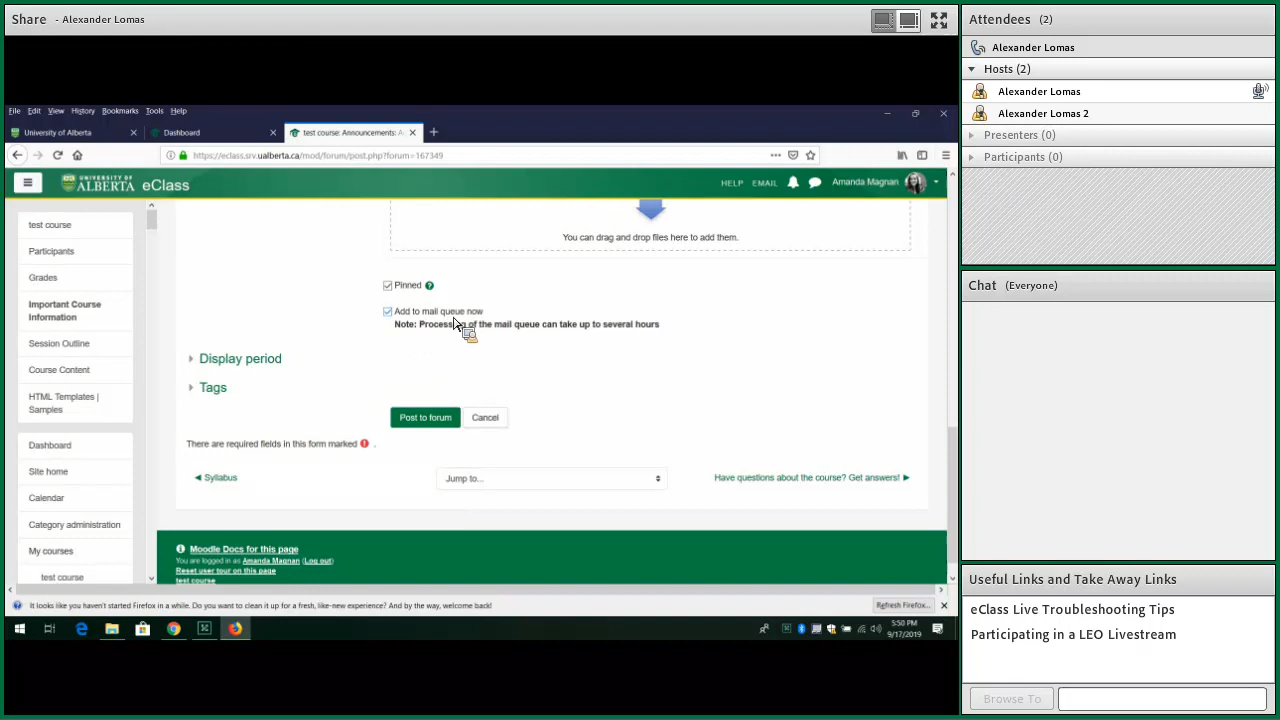 Share - Alexander Lomas
File Edit View History Bookmarks Tools Help
University of Alberta
Dashboard
test course: Announcements: A
https://eclass.srv.ualberta.ca/mod/forum/post.php?forum=167349
UNIVERSITY OF ALBERTA eClass
HELP EMAIL Amanda Magnan
test course
Participants
Grades
Important Course
Information
Session Outline
Course Content
HTML Templates |
Samples
Dashboard
Site home
Calendar
Category administration
My courses
test course
You can drag and drop files here to add them.
Pinned
Add to mail queue now
Note: Processing of the mail queue can take up to several hours
Display period
Tags
Post to forum Cancel
There are required fields in this form marked .
◄ Syllabus
Jump to...
Have questions about the course? Get answers! ►
Moodle Docs for this page
You are logged in as Amanda Magnan (Log out)
Reset user tour on this page
test course
It looks like you haven't started Firefox in a while. Do you want to clean it up for a fresh, like-new experience? And by the way, welcome back!
Refresh Firefox...
5:50 PM
9/17/2019
Attendees (2)
Alexander Lomas
Hosts (2)
Alexander Lomas
Alexander Lomas 2
Presenters (0)
Participants (0)
Chat (Everyone)
Useful Links and Take Away Links
eClass Live Troubleshooting Tips
Participating in a LEO Livestream
Browse To